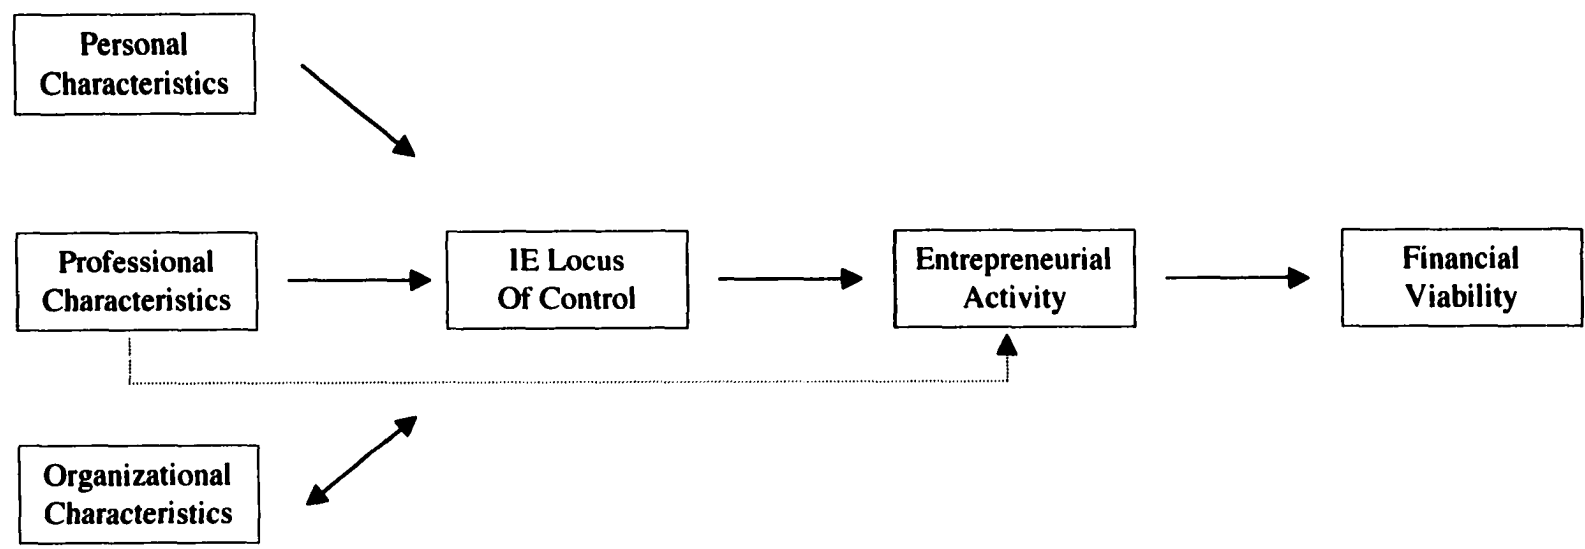 Personal
Characteristics
Professional
Characteristics
IE Locus
Of Control
Entrepreneurial
Activity
Financial
Viability
Organizational
Characteristics